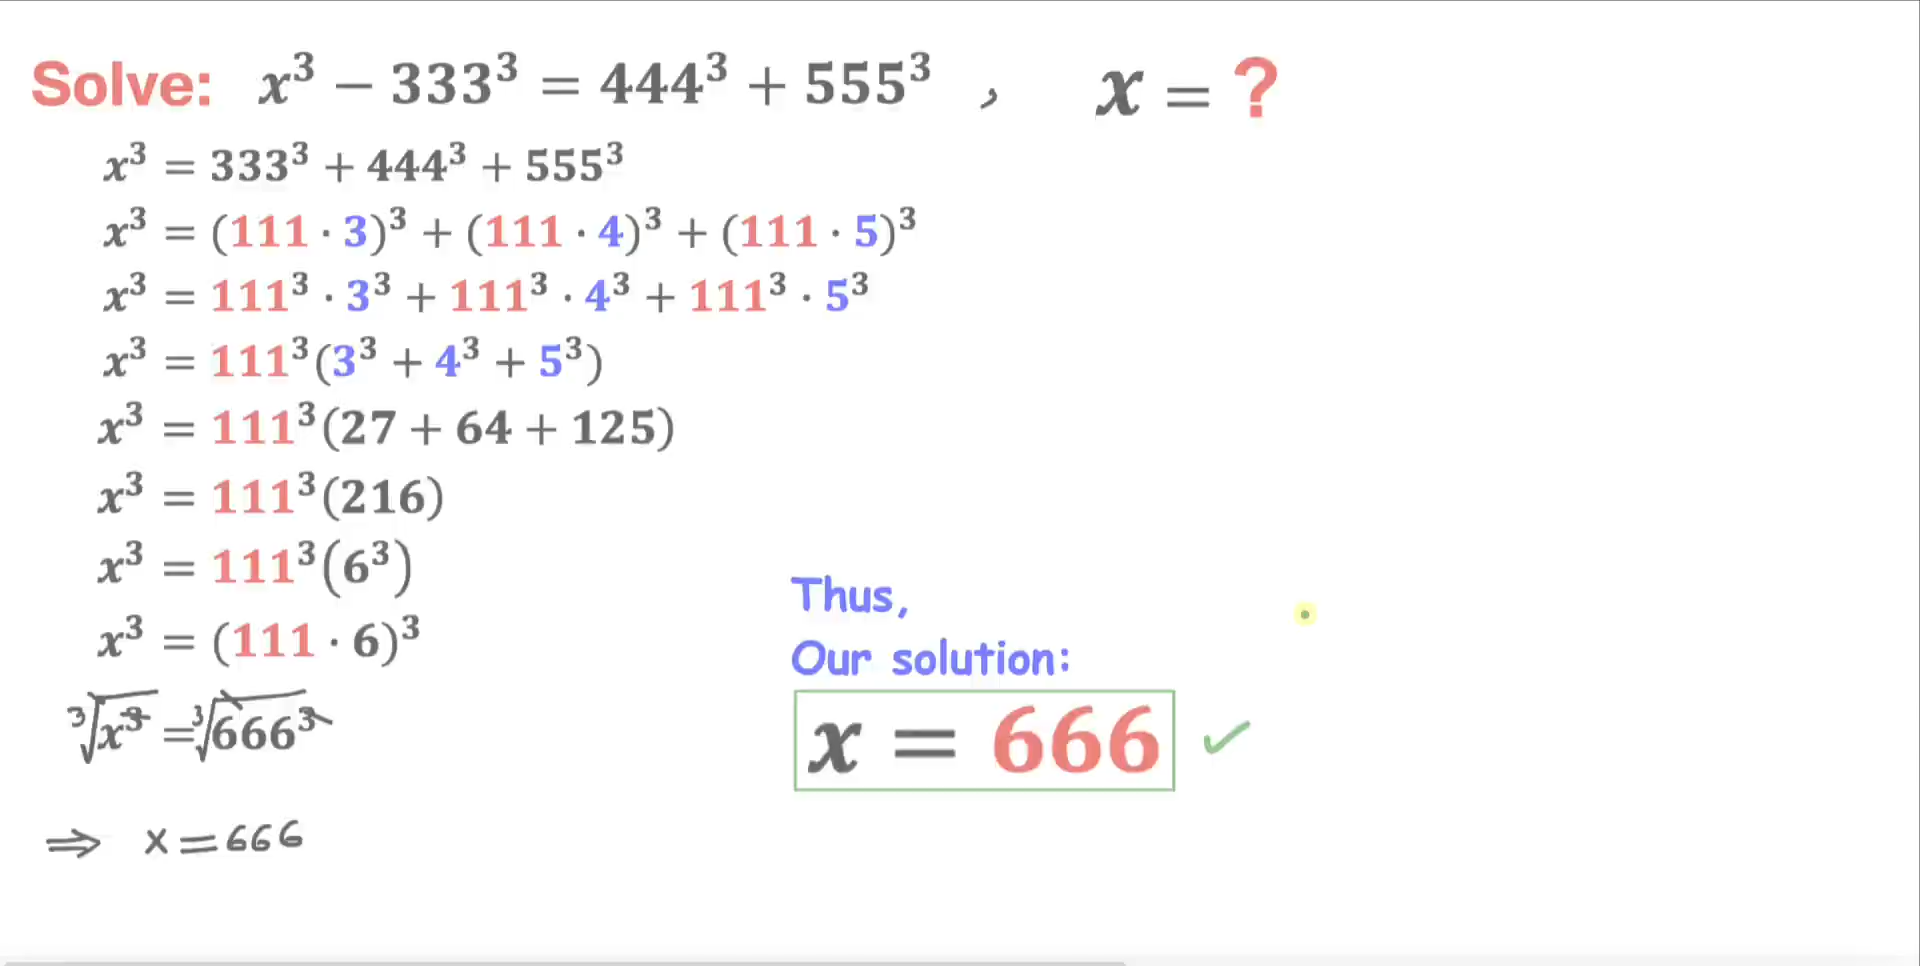 Solve: x³ − 333³ = 444³ + 555³ , x = ?
x³ = 333³ + 444³ + 555³
x³ = (111 · 3)³ + (111 · 4)³ + (111 · 5)³
x³ = 111³ · 3³ + 111³ · 4³ + 111³ · 5³
x³ = 111³(3³ + 4³ + 5³)
x³ = 111³(27 + 64 + 125)
x³ = 111³(216)
x³ = 111³(6³)
x³ = (111 · 6)³
∛x³ = ∛666³
⇒ x = 666
Thus,
Our solution:
x = 666 ✓